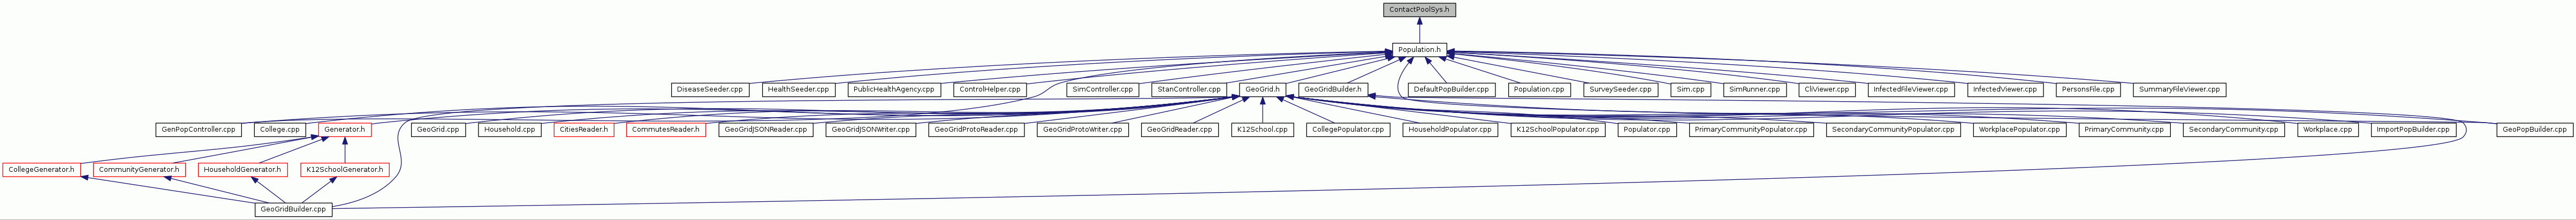 ContactPoolSys.h
Population.h
DiseaseSeeder.cpp
HealthSeeder.cpp
PublicHealthAgency.cpp
ControlHelper.cpp
SimController.cpp
StanController.cpp
GeoGrid.h
GeoGridBuilder.h
DefaultPopBuilder.cpp
Population.cpp
SurveySeeder.cpp
Sim.cpp
SimRunner.cpp
CliViewer.cpp
InfectedFileViewer.cpp
InfectedViewer.cpp
PersonsFile.cpp
SummaryFileViewer.cpp
GenPopController.cpp
College.cpp
Generator.h
GeoGrid.cpp
Household.cpp
CitiesReader.h
CommutesReader.h
GeoGridJSONReader.cpp
GeoGridJSONWriter.cpp
GeoGridProtoReader.cpp
GeoGridProtoWriter.cpp
GeoGridReader.cpp
K12School.cpp
CollegePopulator.cpp
HouseholdPopulator.cpp
K12SchoolPopulator.cpp
Populator.cpp
PrimaryCommunityPopulator.cpp
SecondaryCommunityPopulator.cpp
WorkplacePopulator.cpp
PrimaryCommunity.cpp
SecondaryCommunity.cpp
Workplace.cpp
ImportPopBuilder.cpp
GeoPopBuilder.cpp
CollegeGenerator.h
CommunityGenerator.h
HouseholdGenerator.h
K12SchoolGenerator.h
GeoGridBuilder.cpp